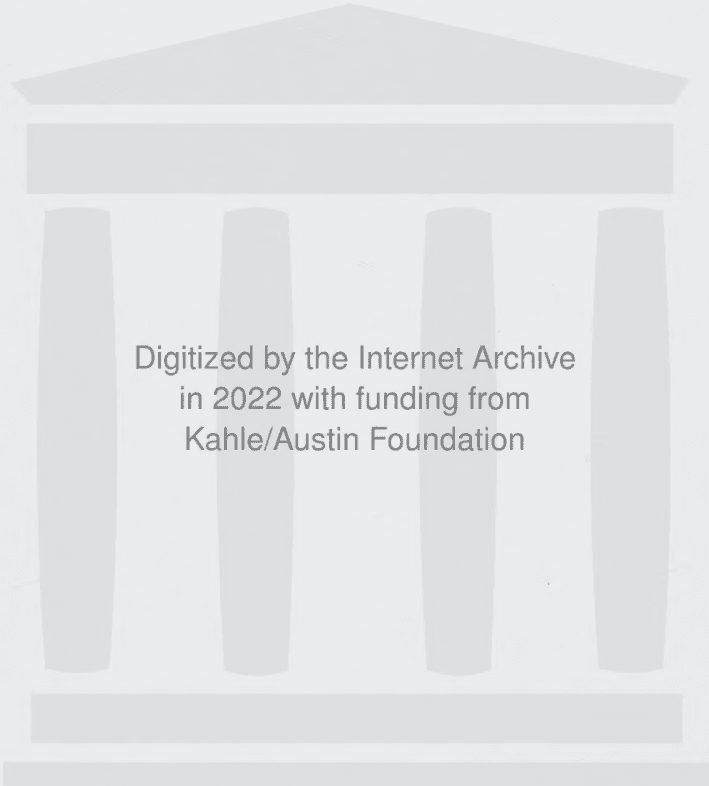 Digitized by the Internet Archive
in 2022 with funding from
Kahle/Austin Foundation